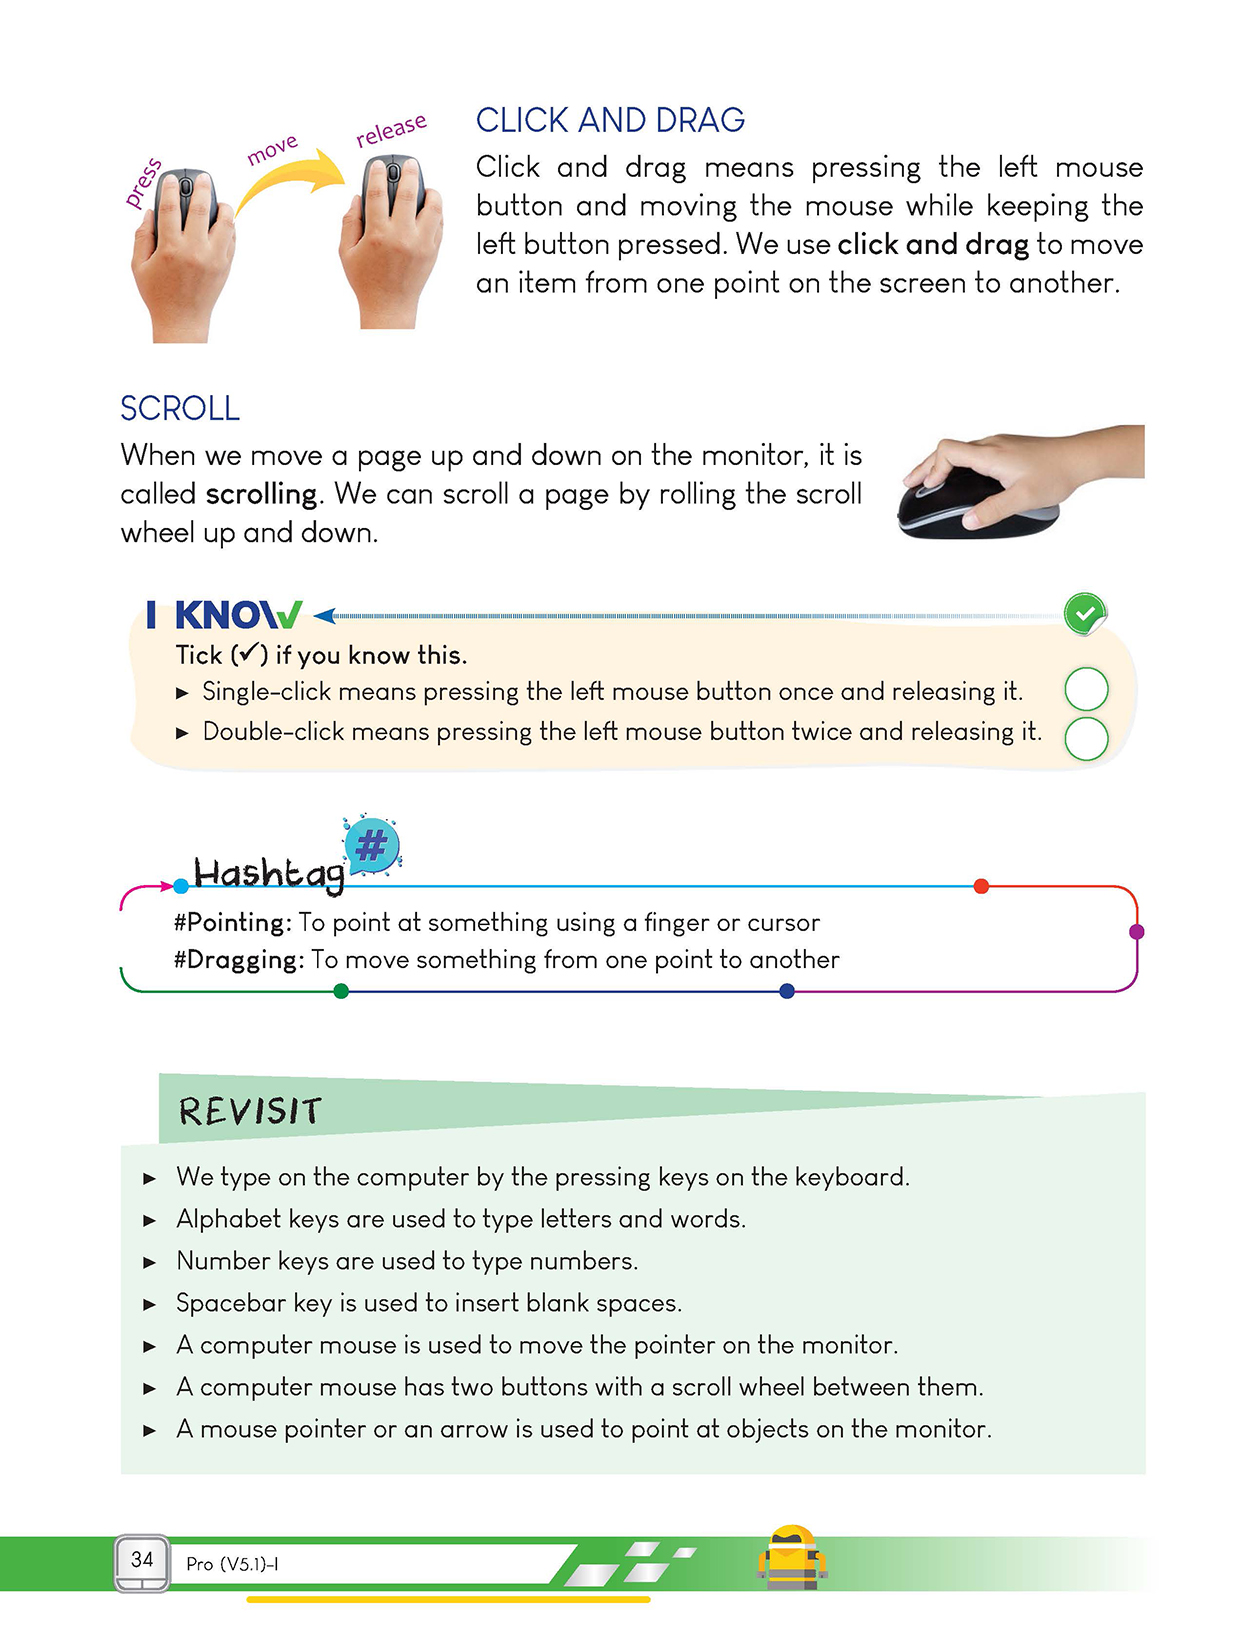 press
move
release
CLICK AND DRAG
Click and drag means pressing the left mouse
button and moving the mouse while keeping the
left button pressed. We use click and drag to move
an item from one point on the screen to another.
SCROLL
When we move a page up and down on the monitor, it is
called scrolling. We can scroll a page by rolling the scroll
wheel up and down.
I KNOW
Tick (✓) if you know this.
► Single-click means pressing the left mouse button once and releasing it.
► Double-click means pressing the left mouse button twice and releasing it.
#
Hashtag
#Pointing: To point at something using a finger or cursor
#Dragging: To move something from one point to another
REVISIT
► We type on the computer by the pressing keys on the keyboard.
► Alphabet keys are used to type letters and words.
► Number keys are used to type numbers.
► Spacebar key is used to insert blank spaces.
► A computer mouse is used to move the pointer on the monitor.
► A computer mouse has two buttons with a scroll wheel between them.
► A mouse pointer or an arrow is used to point at objects on the monitor.
34
Pro (V5.1)-I